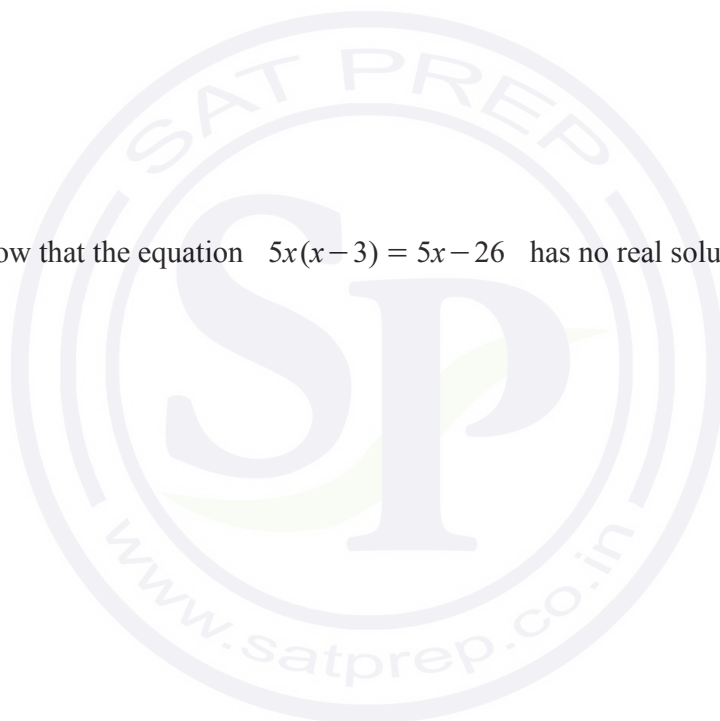 SAT PREP
ow that the equation 5x(x−3) = 5x−26 has no real solu
SP
www.satprep.co.in